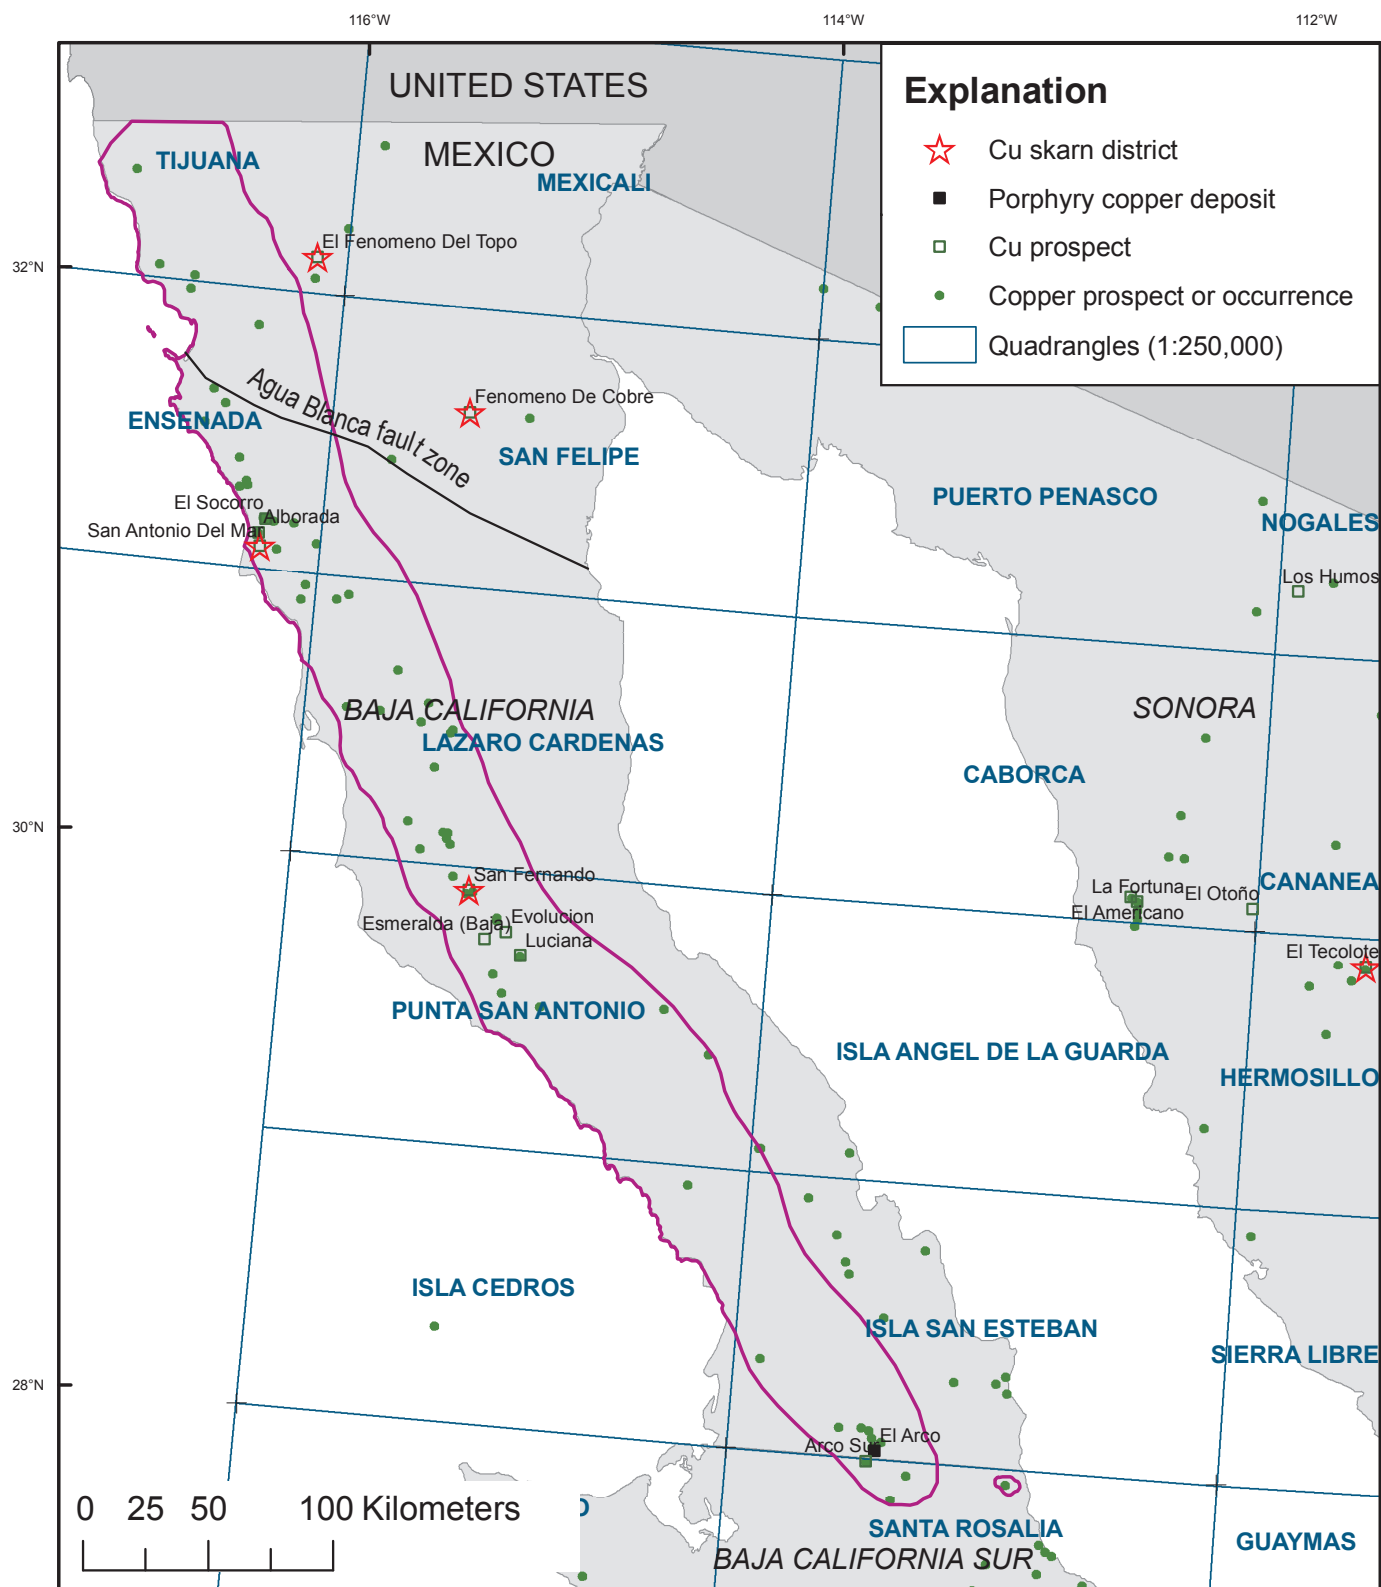 116°W
114°W
112°W
UNITED STATES
Explanation
Cu skarn district
Porphyry copper deposit
Cu prospect
Copper prospect or occurrence
Quadrangles (1:250,000)
MEXICO
TIJUANA
MEXICALI
El Fenomeno Del Topo
32°N
Agua Blanca fault zone
Fenomeno De Cobre
ENSENADA
SAN FELIPE
PUERTO PENASCO
El Socorro
Alborada
NOGALES
San Antonio Del Mar
Los Humos
BAJA CALIFORNIA
SONORA
LAZARO CARDENAS
CABORCA
30°N
San Fernando
La Fortuna
El Otoño
CANANEA
Esmeralda (Baja)
Evolucion
El Americano
Luciana
El Tecolote
PUNTA SAN ANTONIO
ISLA ANGEL DE LA GUARDA
HERMOSILLO
ISLA CEDROS
ISLA SAN ESTEBAN
SIERRA LIBRE
28°N
Arco Sur
El Arco
0 25 50 100 Kilometers
SANTA ROSALIA
GUAYMAS
BAJA CALIFORNIA SUR